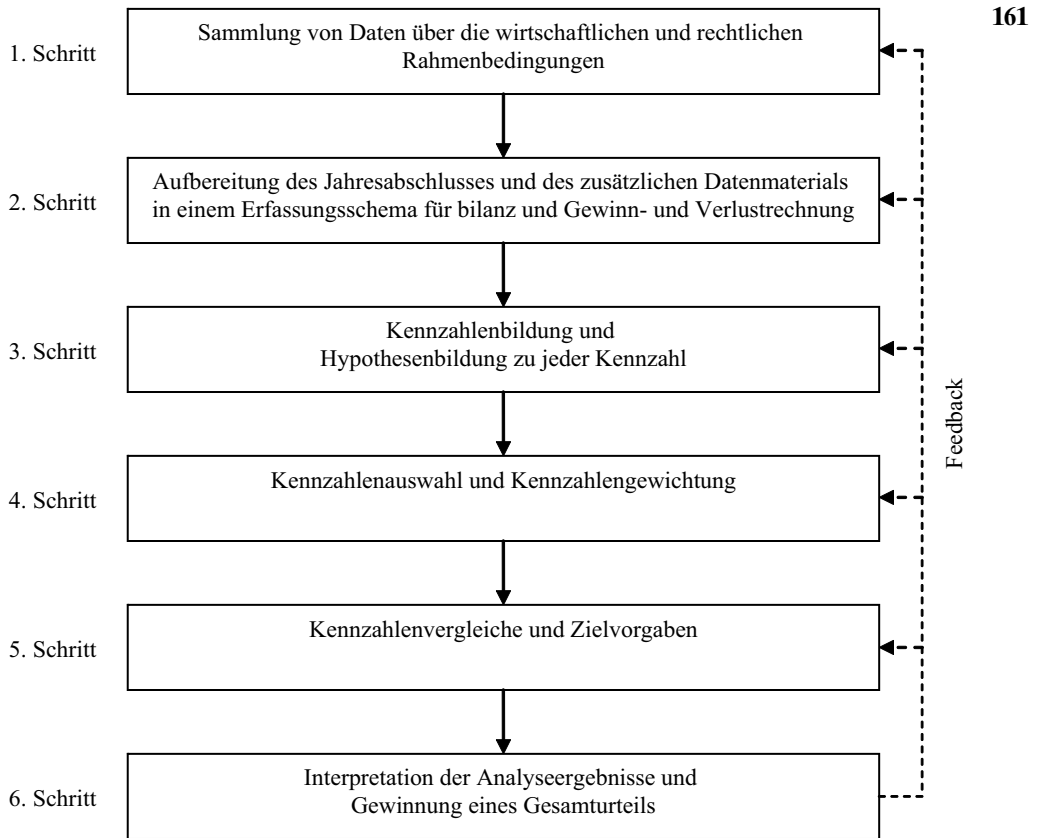 161
1. Schritt
Sammlung von Daten über die wirtschaftlichen und rechtlichen
Rahmenbedingungen
2. Schritt
Aufbereitung des Jahresabschlusses und des zusätzlichen Datenmaterials
in einem Erfassungsschema für bilanz und Gewinn- und Verlustrechnung
3. Schritt
Kennzahlenbildung und
Hypothesenbildung zu jeder Kennzahl
4. Schritt
Kennzahlenauswahl und Kennzahlengewichtung
5. Schritt
Kennzahlenvergleiche und Zielvorgaben
6. Schritt
Interpretation der Analyseergebnisse und
Gewinnung eines Gesamturteils
Feedback